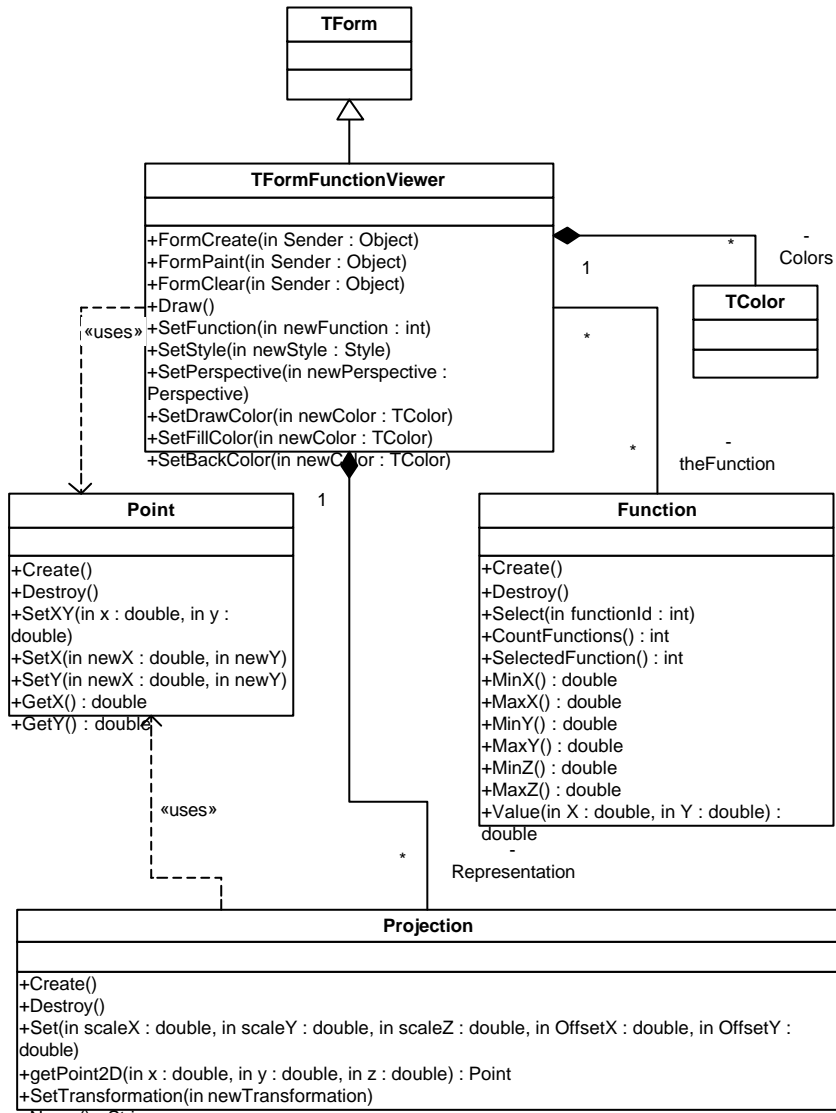 TForm
TFormFunctionViewer
+FormCreate(in Sender : Object)
+FormPaint(in Sender : Object)
+FormClear(in Sender : Object)
+Draw()
+SetFunction(in newFunction : int)
+SetStyle(in newStyle : Style)
+SetPerspective(in newPerspective :
Perspective)
+SetDrawColor(in newColor : TColor)
+SetFillColor(in newColor : TColor)
+SetBackColor(in newColor : TColor)
1
*
-
Colors
TColor
«uses»
*
*
-
theFunction
1
Point
+Create()
+Destroy()
+SetXY(in x : double, in y :
double)
+SetX(in newX : double, in newY)
+SetY(in newX : double, in newY)
+GetX() : double
+GetY() : double
Function
+Create()
+Destroy()
+Select(in functionId : int)
+CountFunctions() : int
+SelectedFunction() : int
+MinX() : double
+MaxX() : double
+MinY() : double
+MaxY() : double
+MinZ() : double
+MaxZ() : double
+Value(in X : double, in Y : double) :
double
«uses»
*
-
Representation
Projection
+Create()
+Destroy()
+Set(in scaleX : double, in scaleY : double, in scaleZ : double, in OffsetX : double, in OffsetY :
double)
+getPoint2D(in x : double, in y : double, in z : double) : Point
+SetTransformation(in newTransformation)